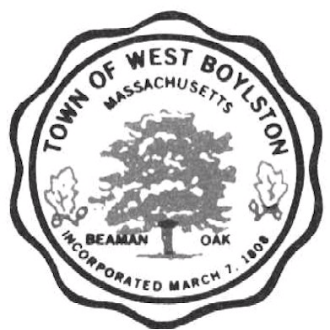 TOWN OF WEST BOYLSTON
MASSACHUSETTS
BEAMAN OAK
INCORPORATED MARCH 7, 1808